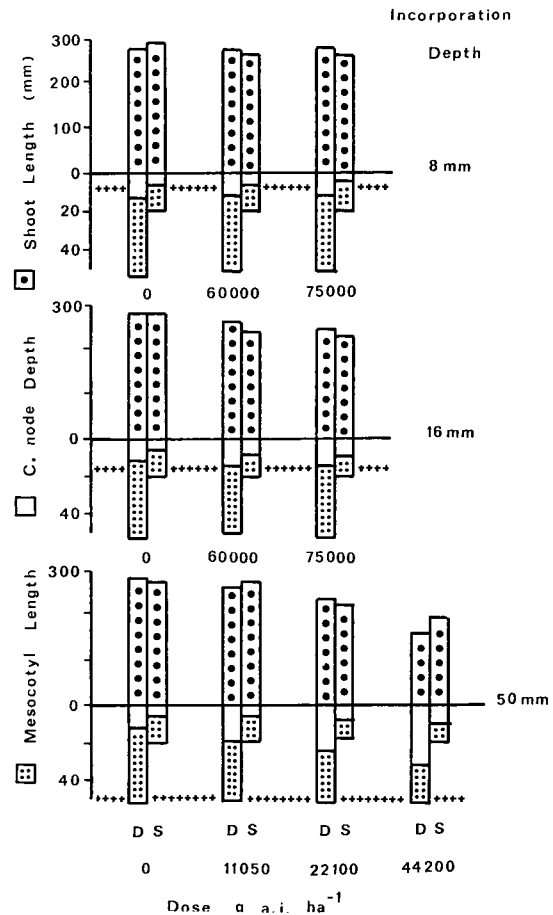 Incorporation
Depth
300
200
100
0
20
40
8 mm
0 60000 75000
300
0
40
16 mm
0 60000 75000
300
0
40
50 mm
D S D S D S D S
0 11050 22100 44200
Dose g a.i. ha⁻¹
Shoot Length (mm)
C. node Depth
Mesocotyl Length